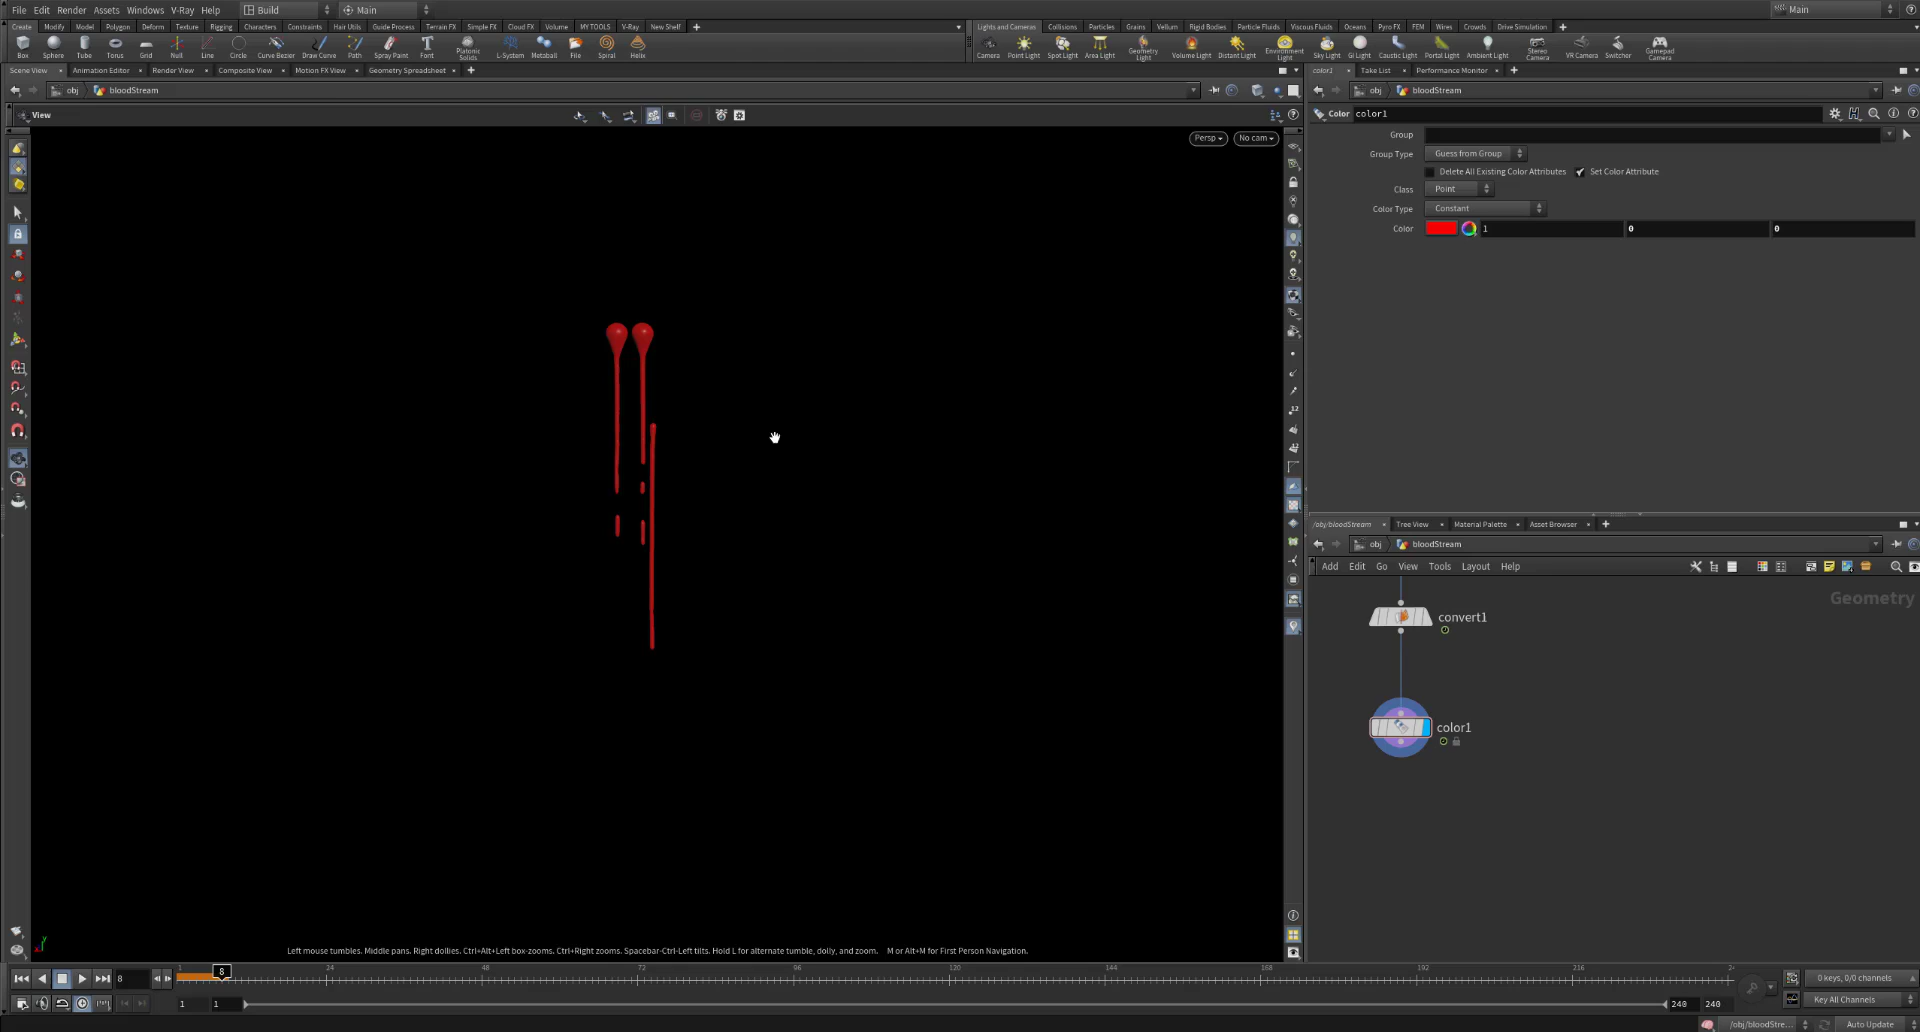 File Edit Render Assets Windows V-Ray Help Build Main Main
Create Modify Model Polygon Deform Texture Rigging Characters Constraints Hair Utils Guide Process Terrain FX Simple FX Cloud FX Volume MY TOOLS V-Ray New Shelf
Lights and Cameras Collisions Particles Grains Vellum Rigid Bodies Particle Fluids Viscous Fluids Oceans Pyro FX FEM Wires Crowds Drive Simulation
Box Sphere Tube Torus Grid Null Line Circle Curve Bezier Draw Curve Path Spray Paint Font Platonic Solids L-System Metaball File Spiral Helix
Camera Point Light Spot Light Area Light Geometry Light Volume Light Distant Light Environment Light Sky Light GI Light Caustic Light Portal Light Ambient Light Stereo Camera VR Camera Switcher Gamepad Camera
Scene View Animation Editor Render View Composite View Motion FX View Geometry Spreadsheet
color1 Take List Performance Monitor
obj bloodStream
obj bloodStream
View
Persp No cam
Color color1
Group
Group Type Guess from Group
Delete All Existing Color Attributes Set Color Attribute
Class Point
Color Type Constant
Color 1 0 0
/obj/bloodStream Tree View Material Palette Asset Browser
obj bloodStream
Add Edit Go View Tools Layout Help
Geometry
convert1
color1
Left mouse tumbles. Middle pans. Right dollies. Ctrl+Alt+Left box-zooms. Ctrl+Right zooms. Spacebar-Ctrl-Left tilts. Hold L for alternate tumble, dolly, and zoom. M or Alt+M for First Person Navigation.
8 1 8 24 48 72 96 120 144 168 192 216
0 keys, 0/0 channels
1 1 240 240
Key All Channels
/obj/bloodStre... Auto Update